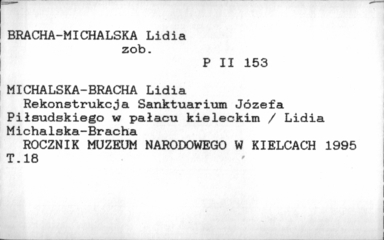 BRACHA-MICHALSKA Lidia
zob.
P II 153
MICHALSKA-BRACHA Lidia
Rekonstrukcja Sanktuarium Józefa
Piłsudskiego w pałacu kieleckim / Lidia
Michalska-Bracha
ROCZNIK MUZEUM NARODOWEGO W KIELCACH 1995
T.18